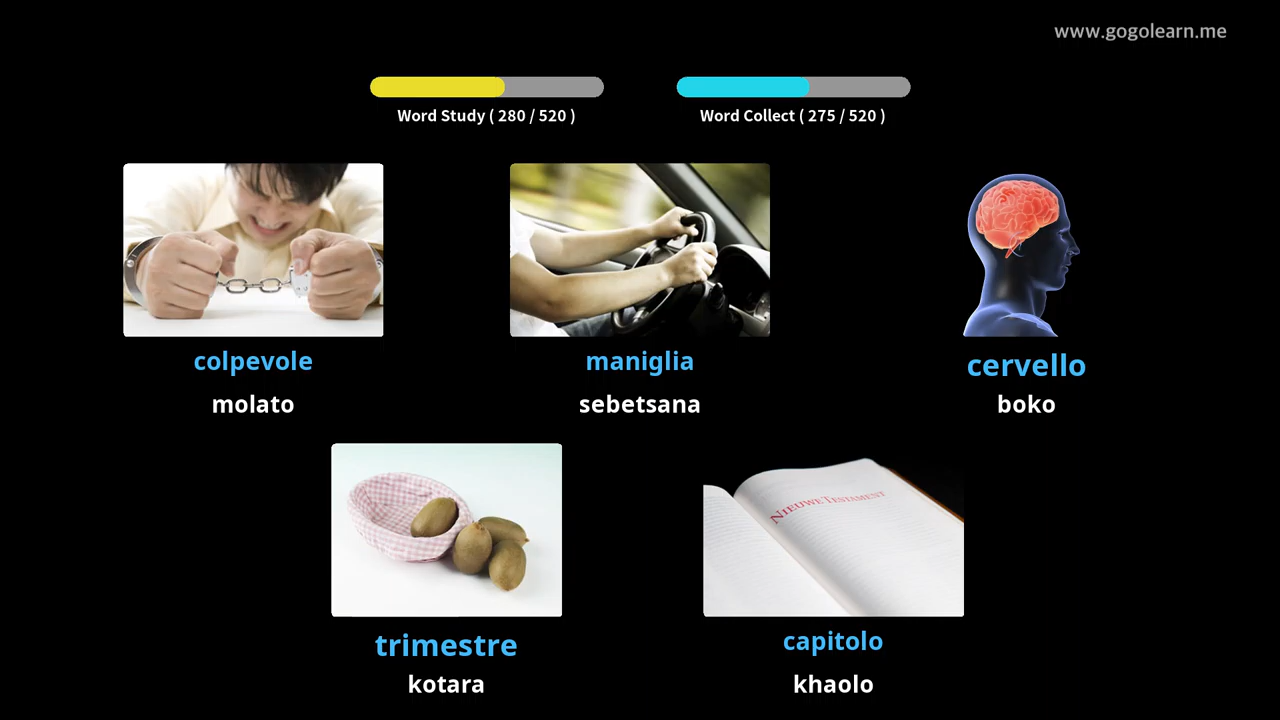 www.gogolearn.me
Word Study ( 280 / 520 )
Word Collect ( 275 / 520 )
colpevole
maniglia
cervello
molato
sebetsana
boko
NIEUWE TESTAMENT
trimestre
capitolo
kotara
khaolo